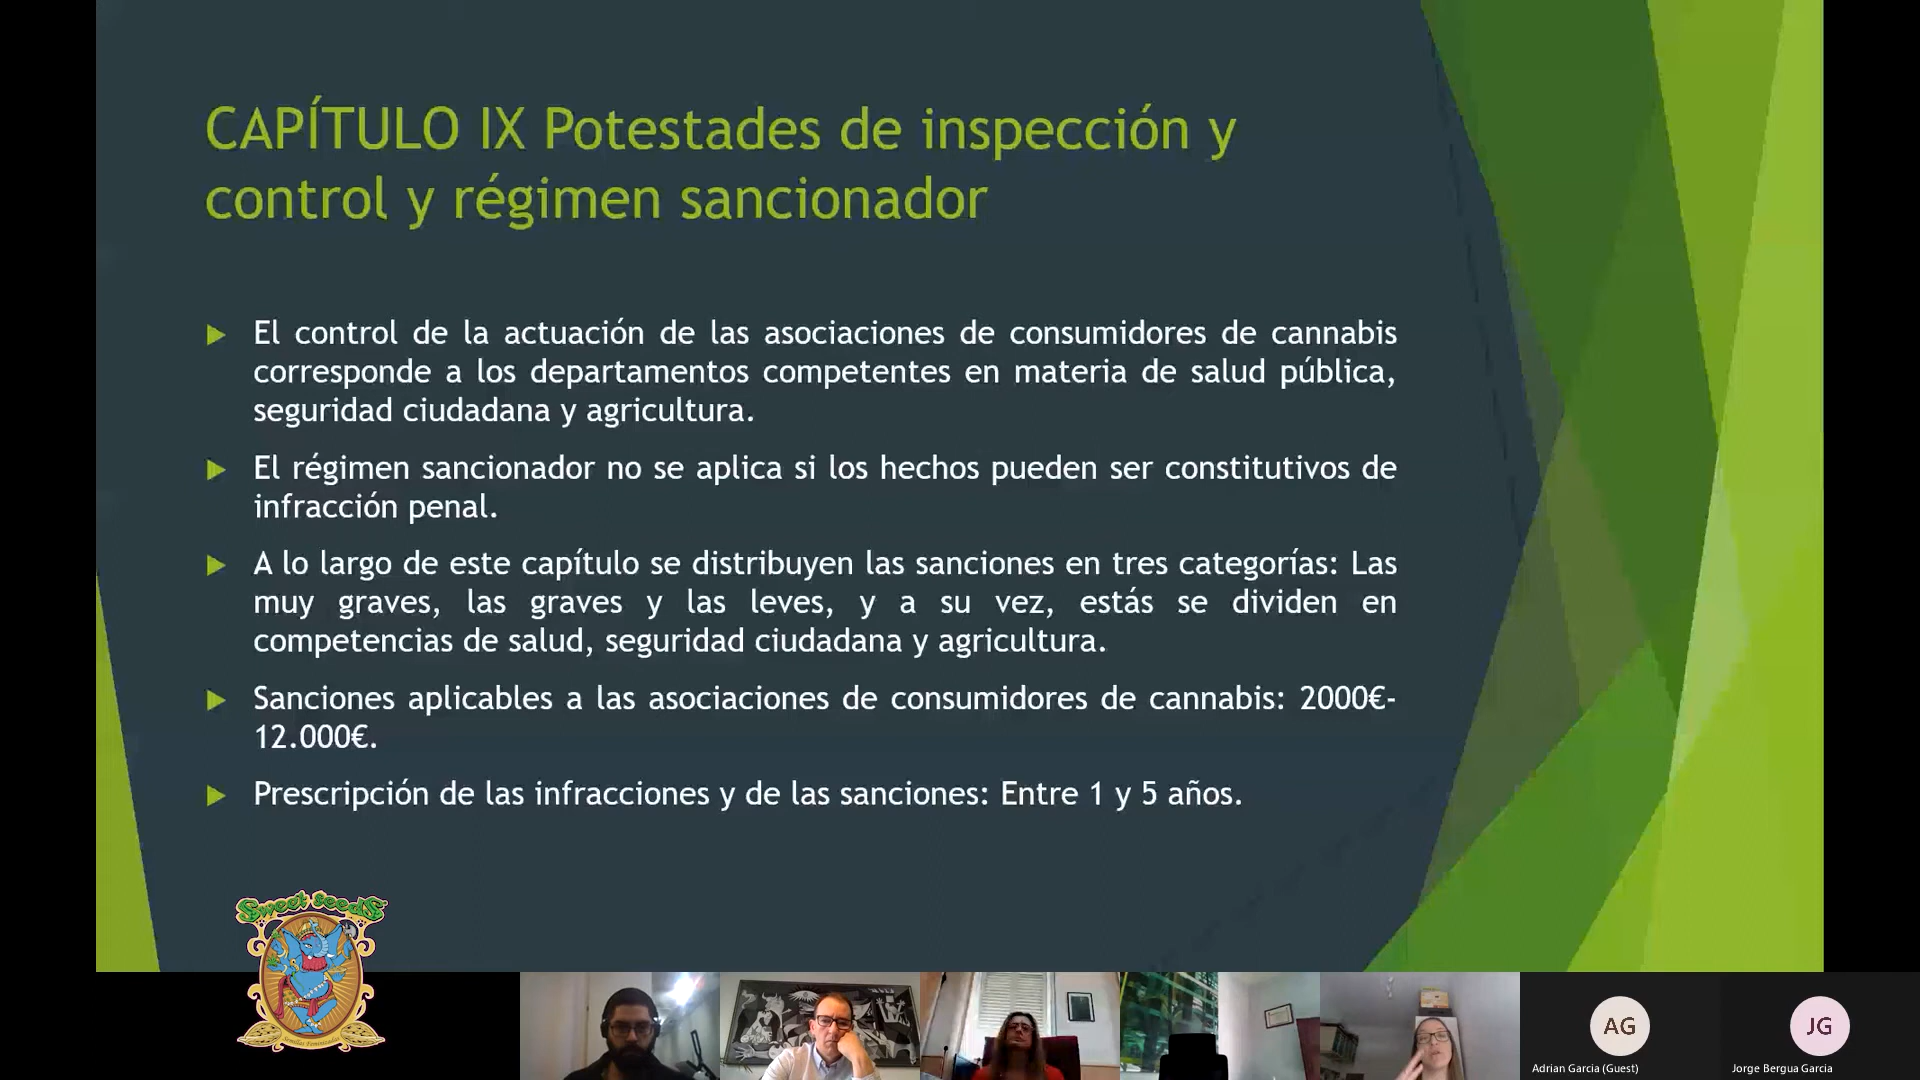 CAPÍTULO IX Potestades de inspección y
control y régimen sancionador
El control de la actuación de las asociaciones de consumidores de cannabis
corresponde a los departamentos competentes en materia de salud pública,
seguridad ciudadana y agricultura.
El régimen sancionador no se aplica si los hechos pueden ser constitutivos de
infracción penal.
A lo largo de este capítulo se distribuyen las sanciones en tres categorías: Las
muy graves, las graves y las leves, y a su vez, estás se dividen en
competencias de salud, seguridad ciudadana y agricultura.
Sanciones aplicables a las asociaciones de consumidores de cannabis: 2000€-
12.000€.
Prescripción de las infracciones y de las sanciones: Entre 1 y 5 años.
Sweet Seeds
Semillas Feminizadas
AG
JG
Adrian Garcia (Guest)
Jorge Bergua Garcia